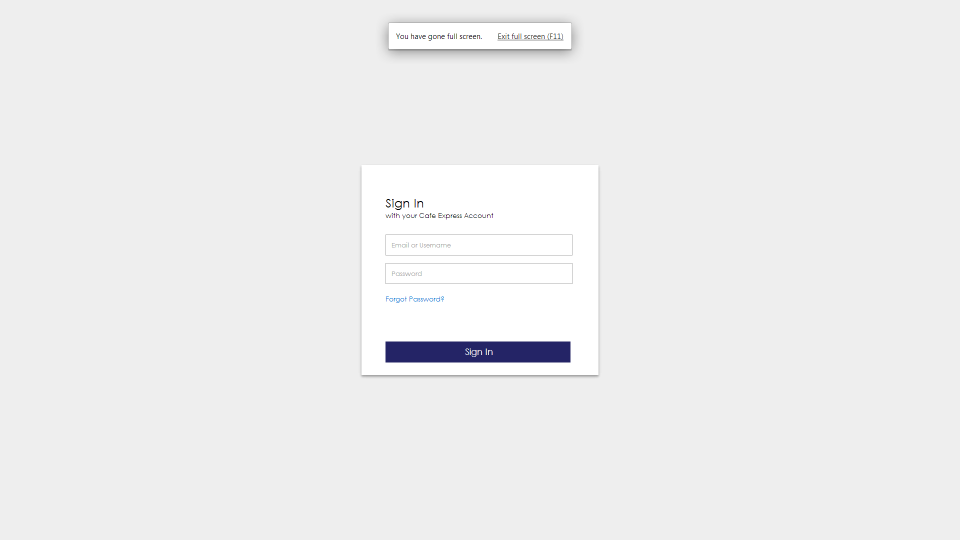 You have gone full screen. Exit full screen (F11)
Sign In
with your Cafe Express Account
Email or Username
Password
Forgot Password?
Sign In